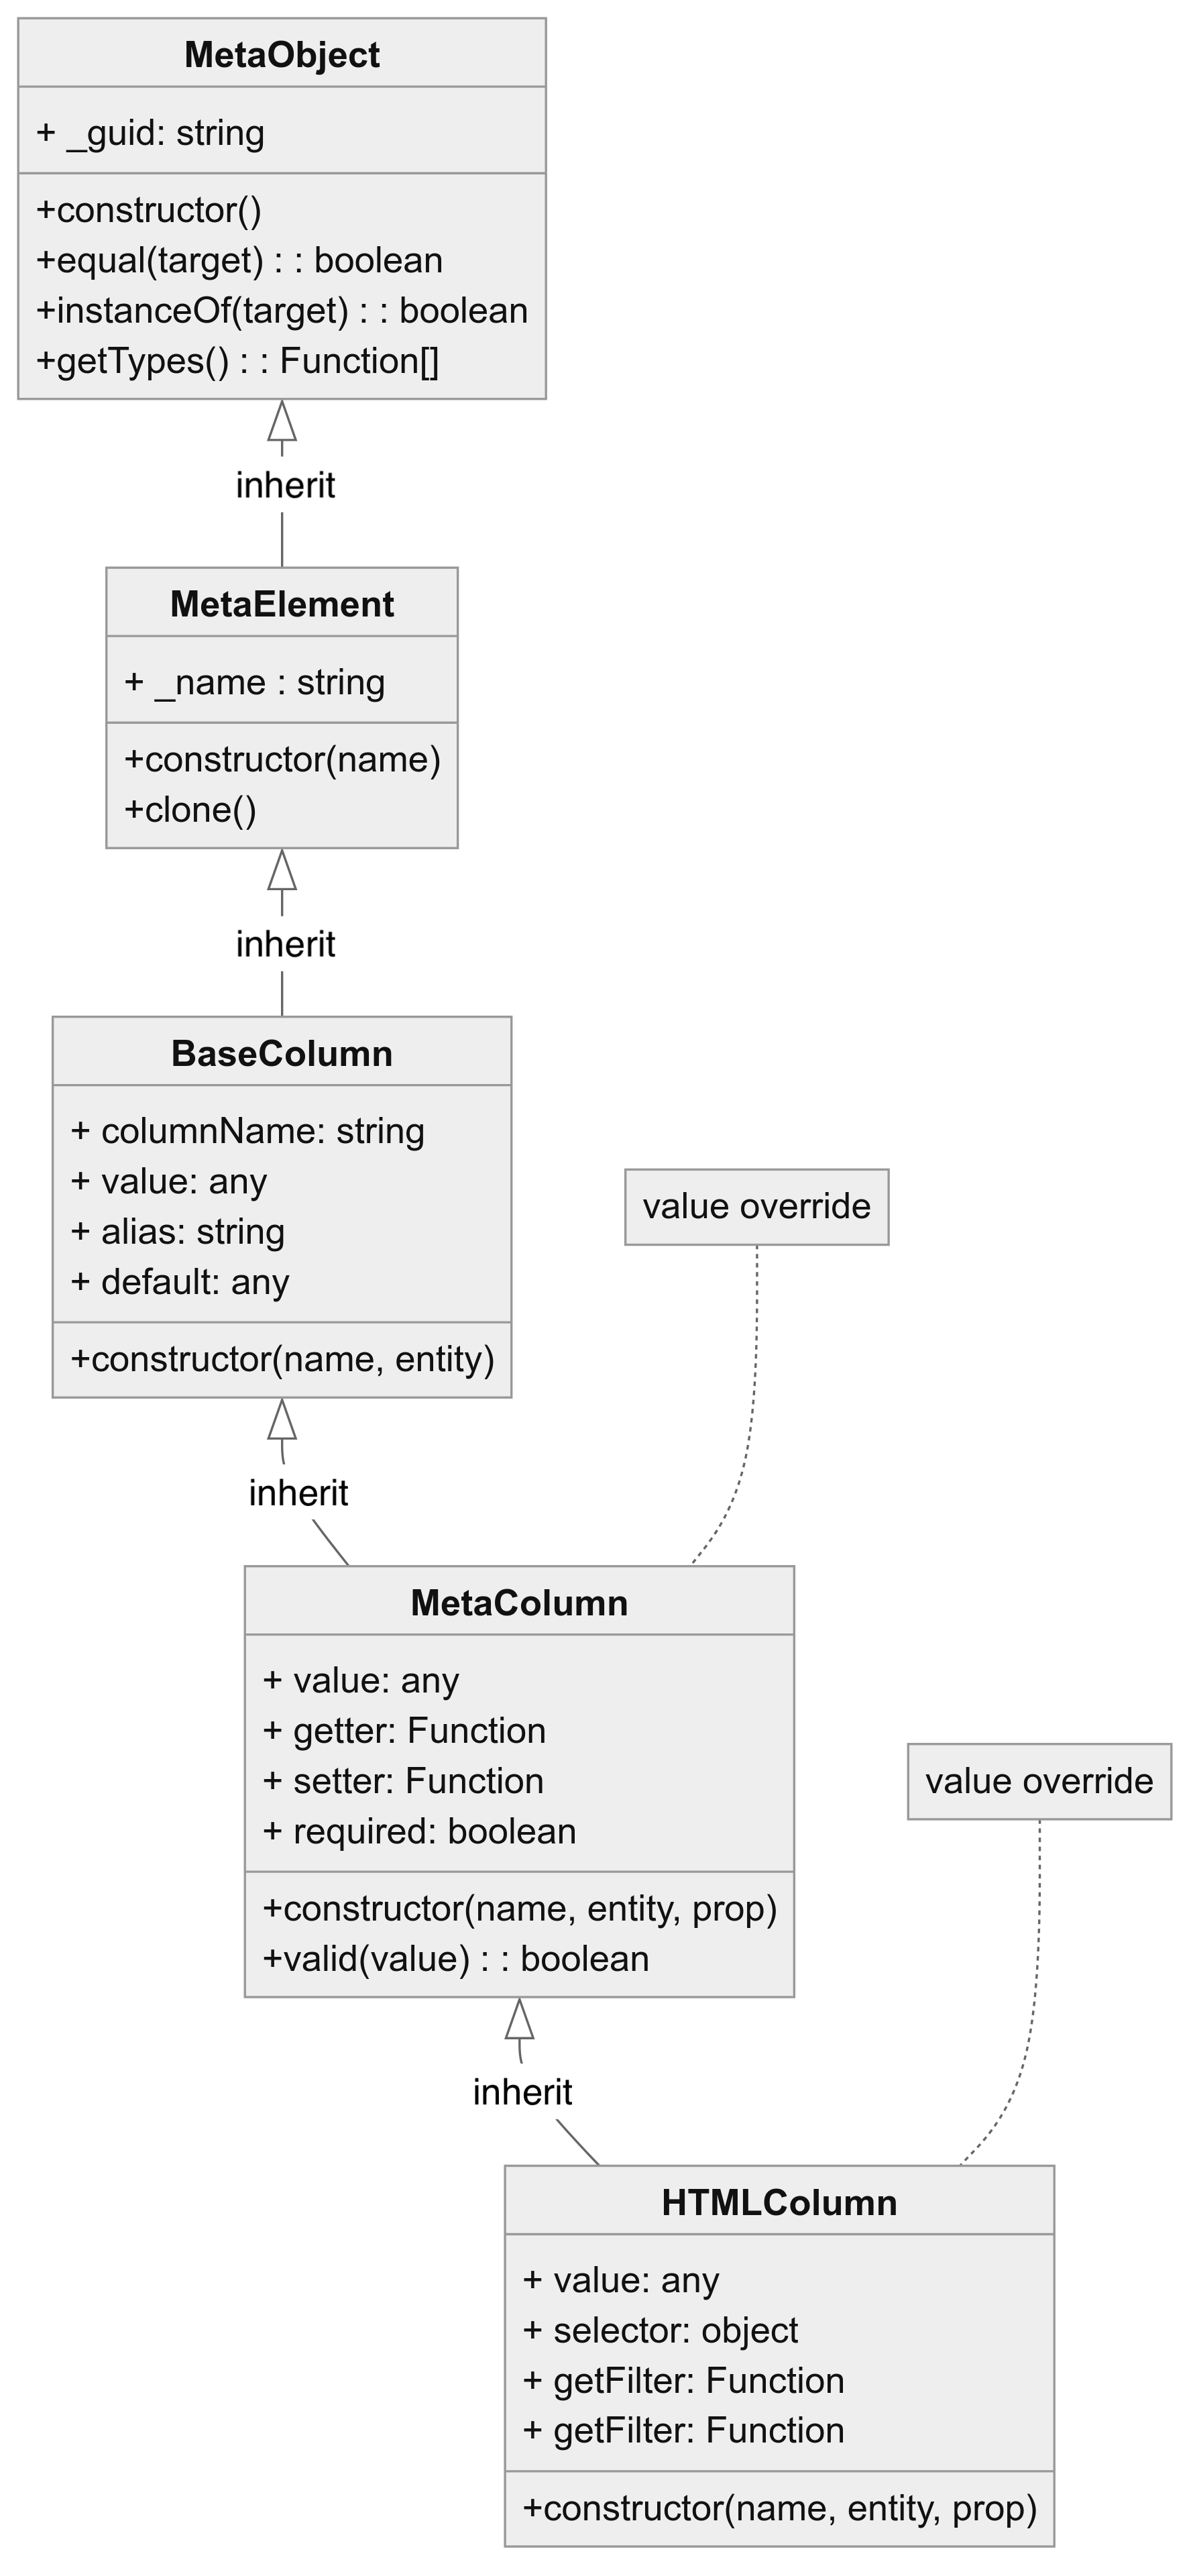 MetaObject
+ _guid: string
+constructor()
+equal(target) : : boolean
+instanceOf(target) : : boolean
+getTypes() : : Function[]
inherit
MetaElement
+ _name : string
+constructor(name)
+clone()
inherit
BaseColumn
+ columnName: string
+ value: any
+ alias: string
+ default: any
+constructor(name, entity)
value override
inherit
MetaColumn
+ value: any
+ getter: Function
+ setter: Function
+ required: boolean
+constructor(name, entity, prop)
+valid(value) : : boolean
value override
inherit
HTMLColumn
+ value: any
+ selector: object
+ getFilter: Function
+ getFilter: Function
+constructor(name, entity, prop)